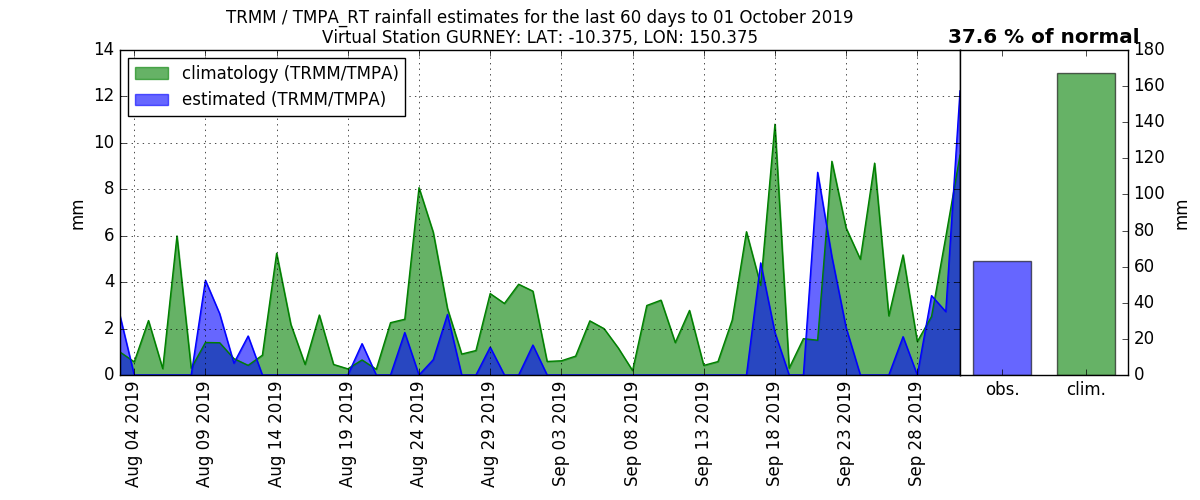 TRMM / TMPA_RT rainfall estimates for the last 60 days to 01 October 2019
Virtual Station GURNEY: LAT: -10.375, LON: 150.375
37.6 % of normal
climatology (TRMM/TMPA)
estimated (TRMM/TMPA)
14
12
10
8
6
4
2
0
mm
Aug 04 2019
Aug 09 2019
Aug 14 2019
Aug 19 2019
Aug 24 2019
Aug 29 2019
Sep 03 2019
Sep 08 2019
Sep 13 2019
Sep 18 2019
Sep 23 2019
Sep 28 2019
obs.
clim.
180
160
140
120
100
80
60
40
20
0
mm